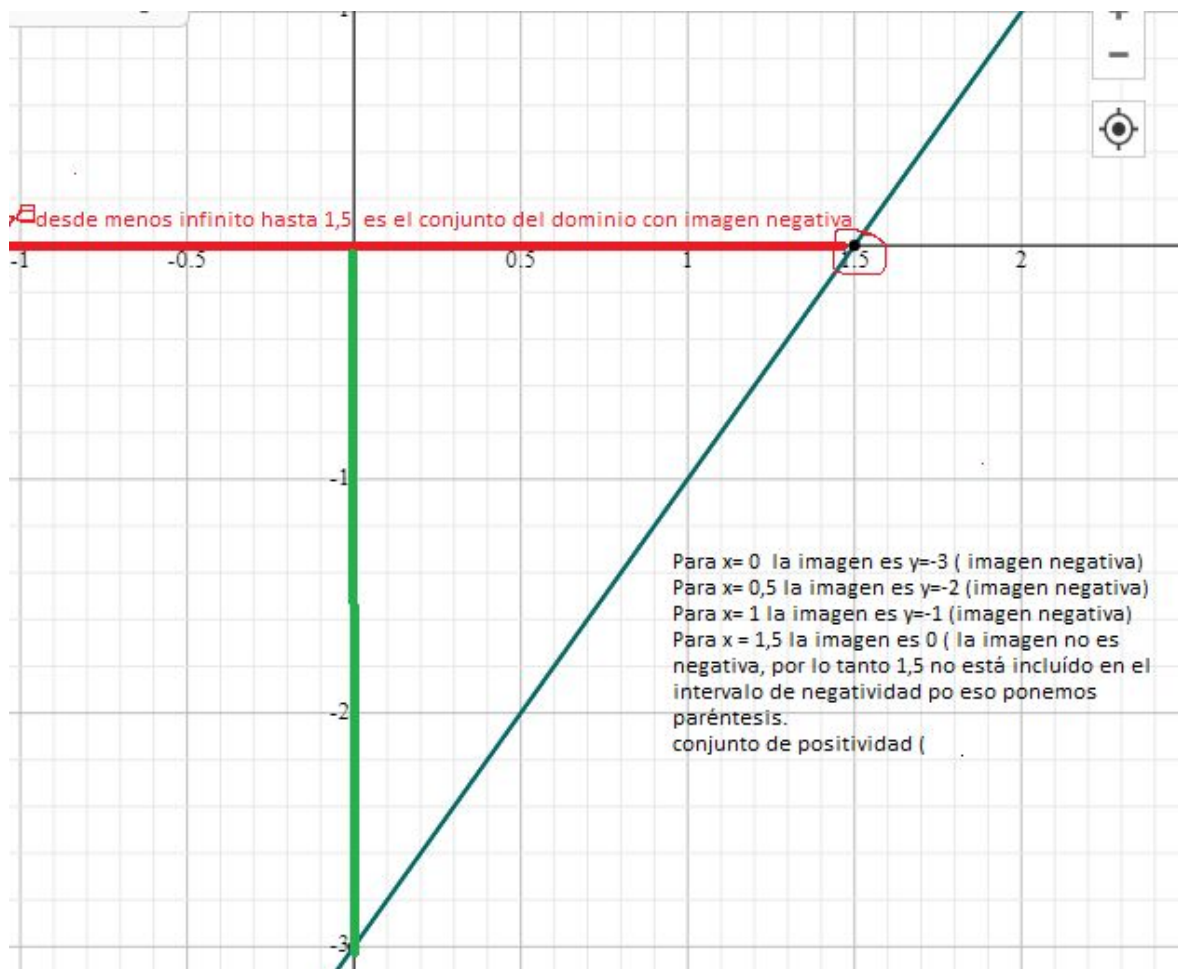 1
+
−
desde menos infinito hasta 1,5 es el conjunto del dominio con imagen negativa
-1 -0.5 0.5 1 1.5 2
-1
Para x= 0 la imagen es y=-3 ( imagen negativa)
Para x= 0,5 la imagen es y=-2 (imagen negativa)
Para x= 1 la imagen es y=-1 (imagen negativa)
Para x = 1,5 la imagen es 0 ( la imagen no es
negativa, por lo tanto 1,5 no está incluído en el
intervalo de negatividad po eso ponemos
paréntesis.
conjunto de positividad (
-2
-3